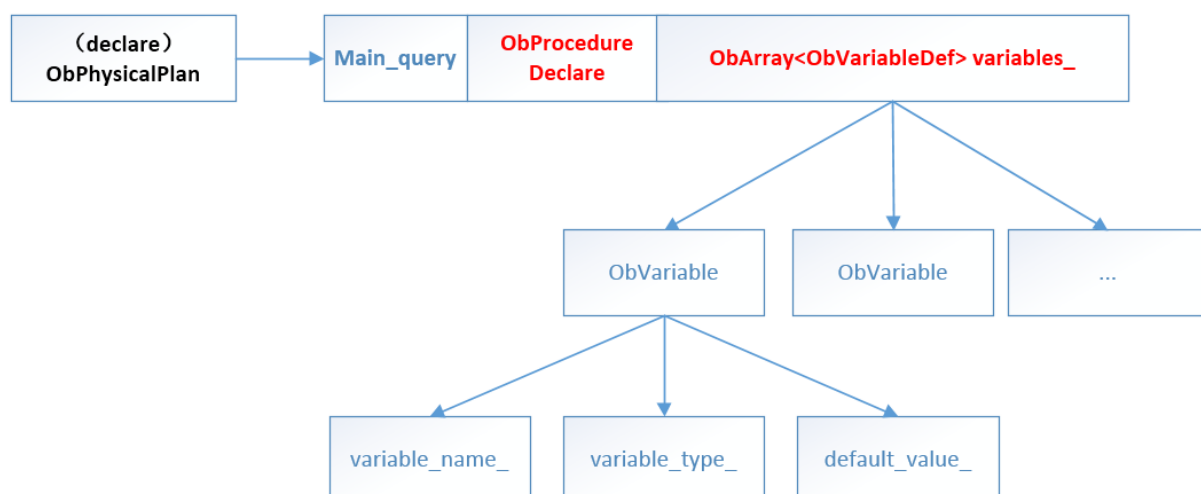 （declare）
ObPhysicalPlan
Main_query
ObProcedure
Declare
ObArray<ObVariableDef> variables_
ObVariable
ObVariable
...
variable_name_
variable_type_
default_value_